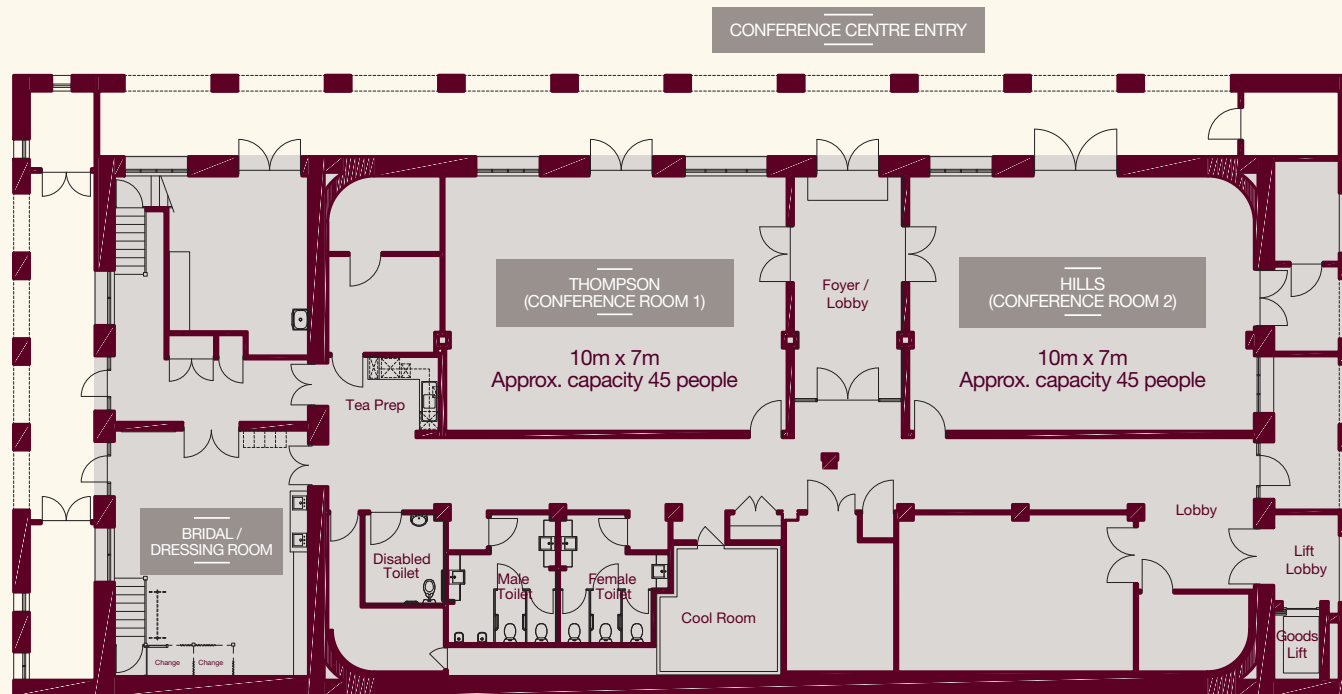 CONFERENCE CENTRE ENTRY
THOMPSON
(CONFERENCE ROOM 1)
10m x 7m
Approx. capacity 45 people
Foyer /
Lobby
HILLS
(CONFERENCE ROOM 2)
10m x 7m
Approx. capacity 45 people
Tea Prep
BRIDAL /
DRESSING ROOM
Change
Change
Disabled
Toilet
Male
Toilet
Female
Toilet
Cool Room
Lobby
Lift
Lobby
Goods
Lift